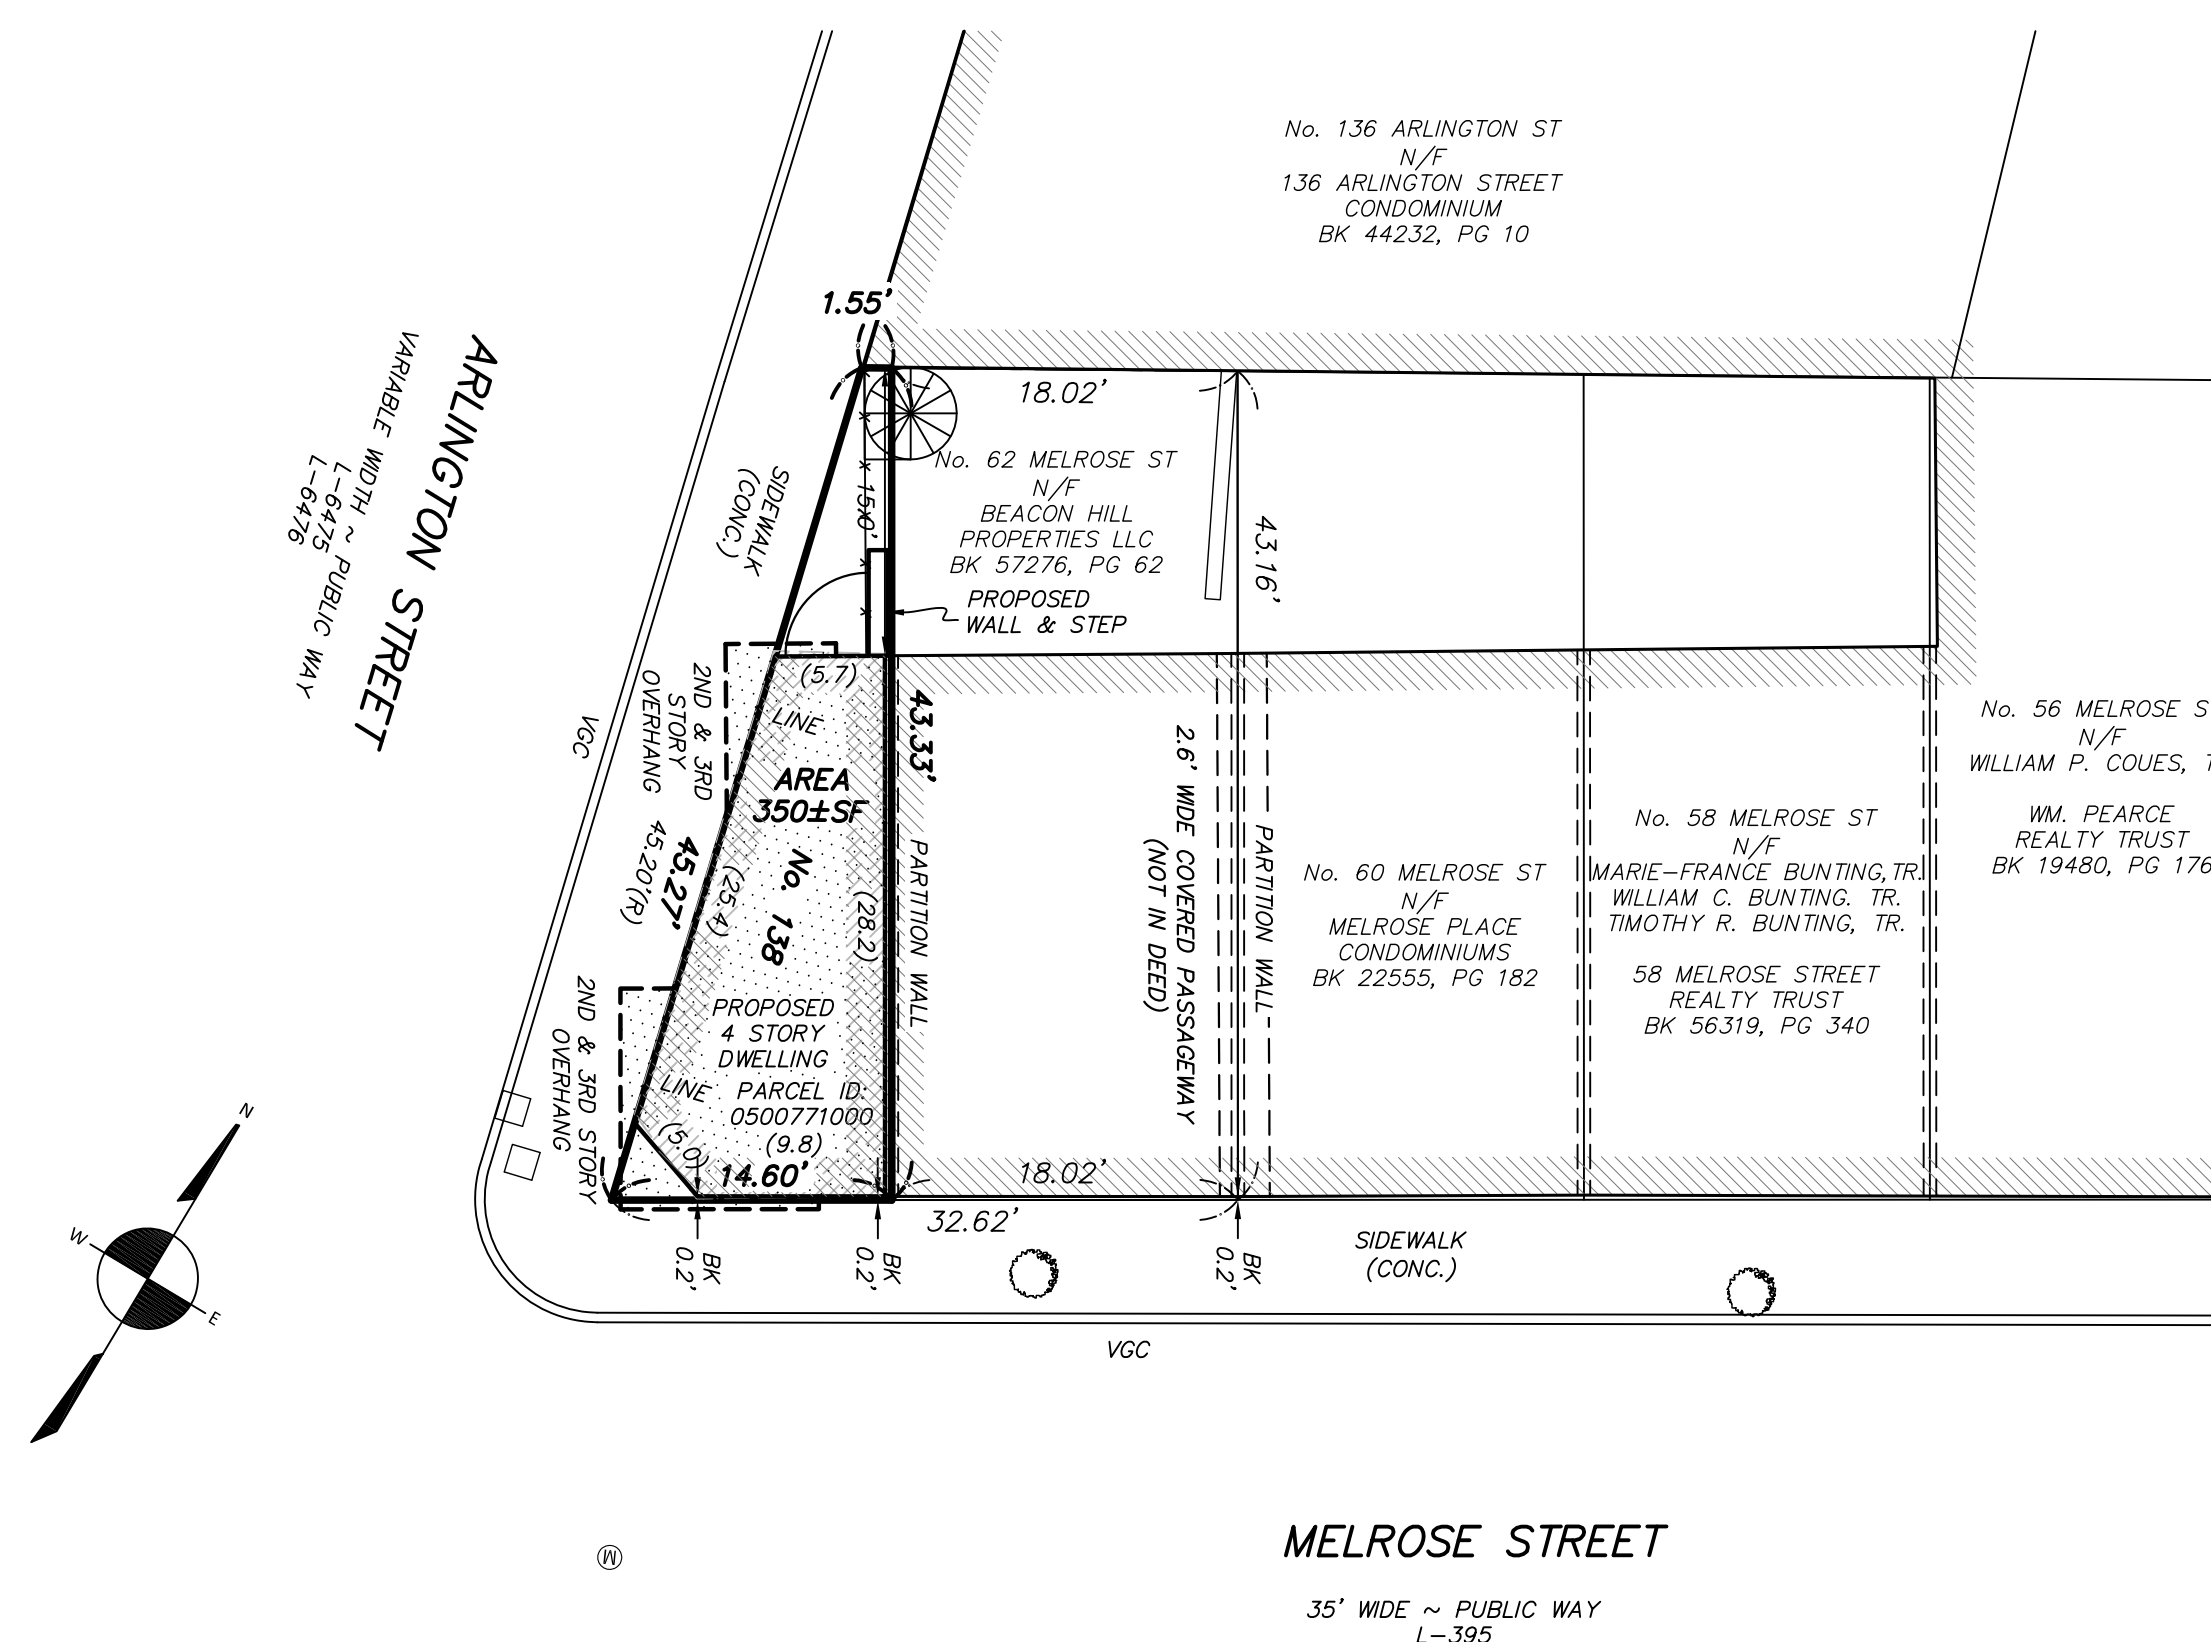 No. 136 ARLINGTON ST
N/F
136 ARLINGTON STREET
CONDOMINIUM
BK 44232, PG 10
1.55'
18.02'
ARLINGTON STREET
VARIABLE WIDTH ~ PUBLIC WAY
L-6475
L-6476
SIDEWALK
(CONC.)
15.0'
No. 62 MELROSE ST
N/F
BEACON HILL
PROPERTIES LLC
BK 57276, PG 62
PROPOSED
WALL & STEP
43.16'
VGC
2ND & 3RD
STORY
OVERHANG
(5.7)
LINE
43.33'
AREA
350±SF
No. 138
45.27'
45.20'(R)
(25.4)
(28.2)
PARTITION WALL
2.6' WIDE COVERED PASSAGEWAY
(NOT IN DEED)
PARTITION WALL
No. 60 MELROSE ST
N/F
MELROSE PLACE
CONDOMINIUMS
BK 22555, PG 182
No. 58 MELROSE ST
N/F
MARIE-FRANCE BUNTING,TR.
WILLIAM C. BUNTING. TR.
TIMOTHY R. BUNTING, TR.
58 MELROSE STREET
REALTY TRUST
BK 56319, PG 340
No. 56 MELROSE S
N/F
WILLIAM P. COUES, T
WM. PEARCE
REALTY TRUST
BK 19480, PG 176
2ND & 3RD STORY
OVERHANG
PROPOSED
4 STORY
DWELLING
LINE
PARCEL ID:
0500771000
(9.8)
(5.0)
14.60'
18.02'
32.62'
BK
0.2'
BK
0.2'
BK
0.2'
SIDEWALK
(CONC.)
VGC
N
W
E
M
MELROSE STREET
35' WIDE ~ PUBLIC WAY
L-395